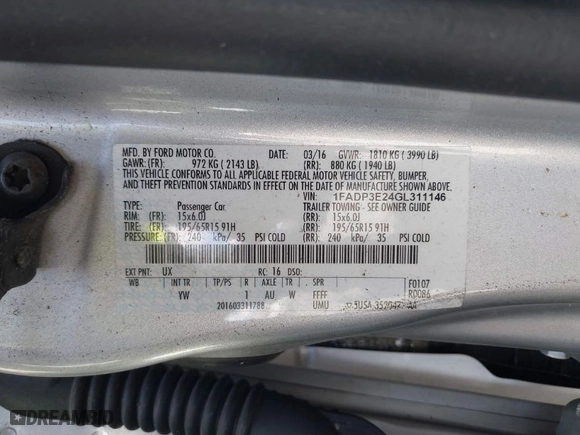 MFD. BY FORD MOTOR CO. 03/16 GVWR: 1810 KG ( 3990 LB)
GAWR: (FR): 972 KG ( 2143 LB) (RR): 880 KG ( 1940 LB)
THIS VEHICLE CONFORMS TO ALL APPLICABLE FEDERAL MOTOR VEHICLE SAFETY, BUMPER,
AND THEFT PREVENTION STANDARDS IN EFFECT ON THE DATE OF MANUFACTURE SHOWN ABOVE.
VIN: 1FADP3E24GL311146
TYPE: Passenger Car TRAILER TOWING - SEE OWNER GUIDE
RIM: (FR): 15x6.0J (RR): 15x6.0J
TIRE: (FR): 195/65R15 91H (RR): 195/65R15 91H
PRESSURE: (FR): 240 kPa/ 35 PSI COLD (RR): 240 kPa/ 35 PSI COLD
EXT PNT: UX RC: 16 DSO:
WB INT TR TP/PS R AXLE TR SPR F0107
YW 1 AU W FFFF R0086
201603311788 UMU
DREAMBID